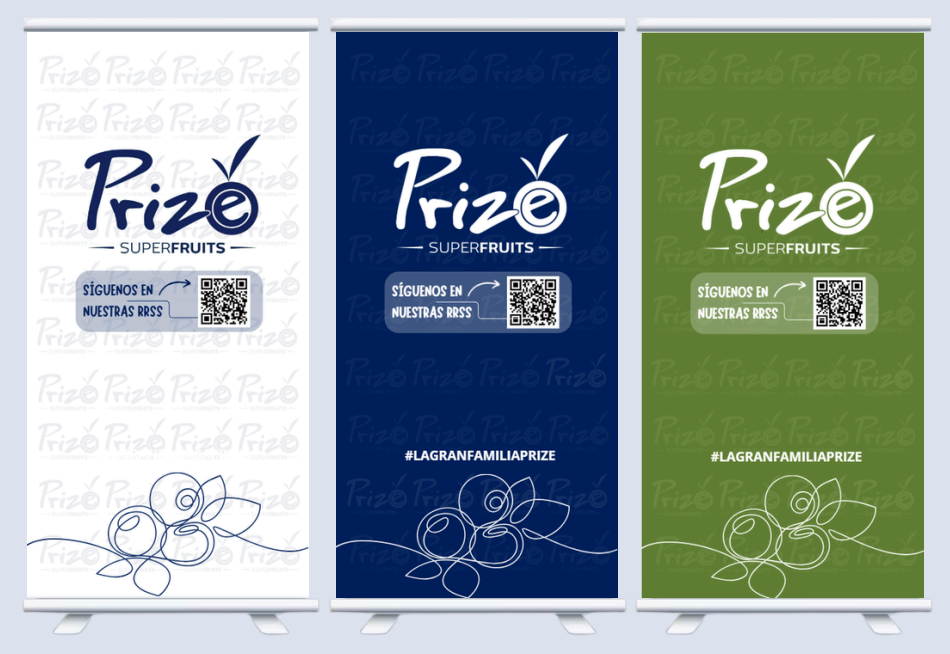 Prize
SUPERFRUITS
SÍGUENOS EN
NUESTRAS RRSS
Prize
SUPERFRUITS
SÍGUENOS EN
NUESTRAS RRSS
#LAGRANFAMILIAPRIZE
Prize
SUPERFRUITS
SÍGUENOS EN
NUESTRAS RRSS
#LAGRANFAMILIAPRIZE